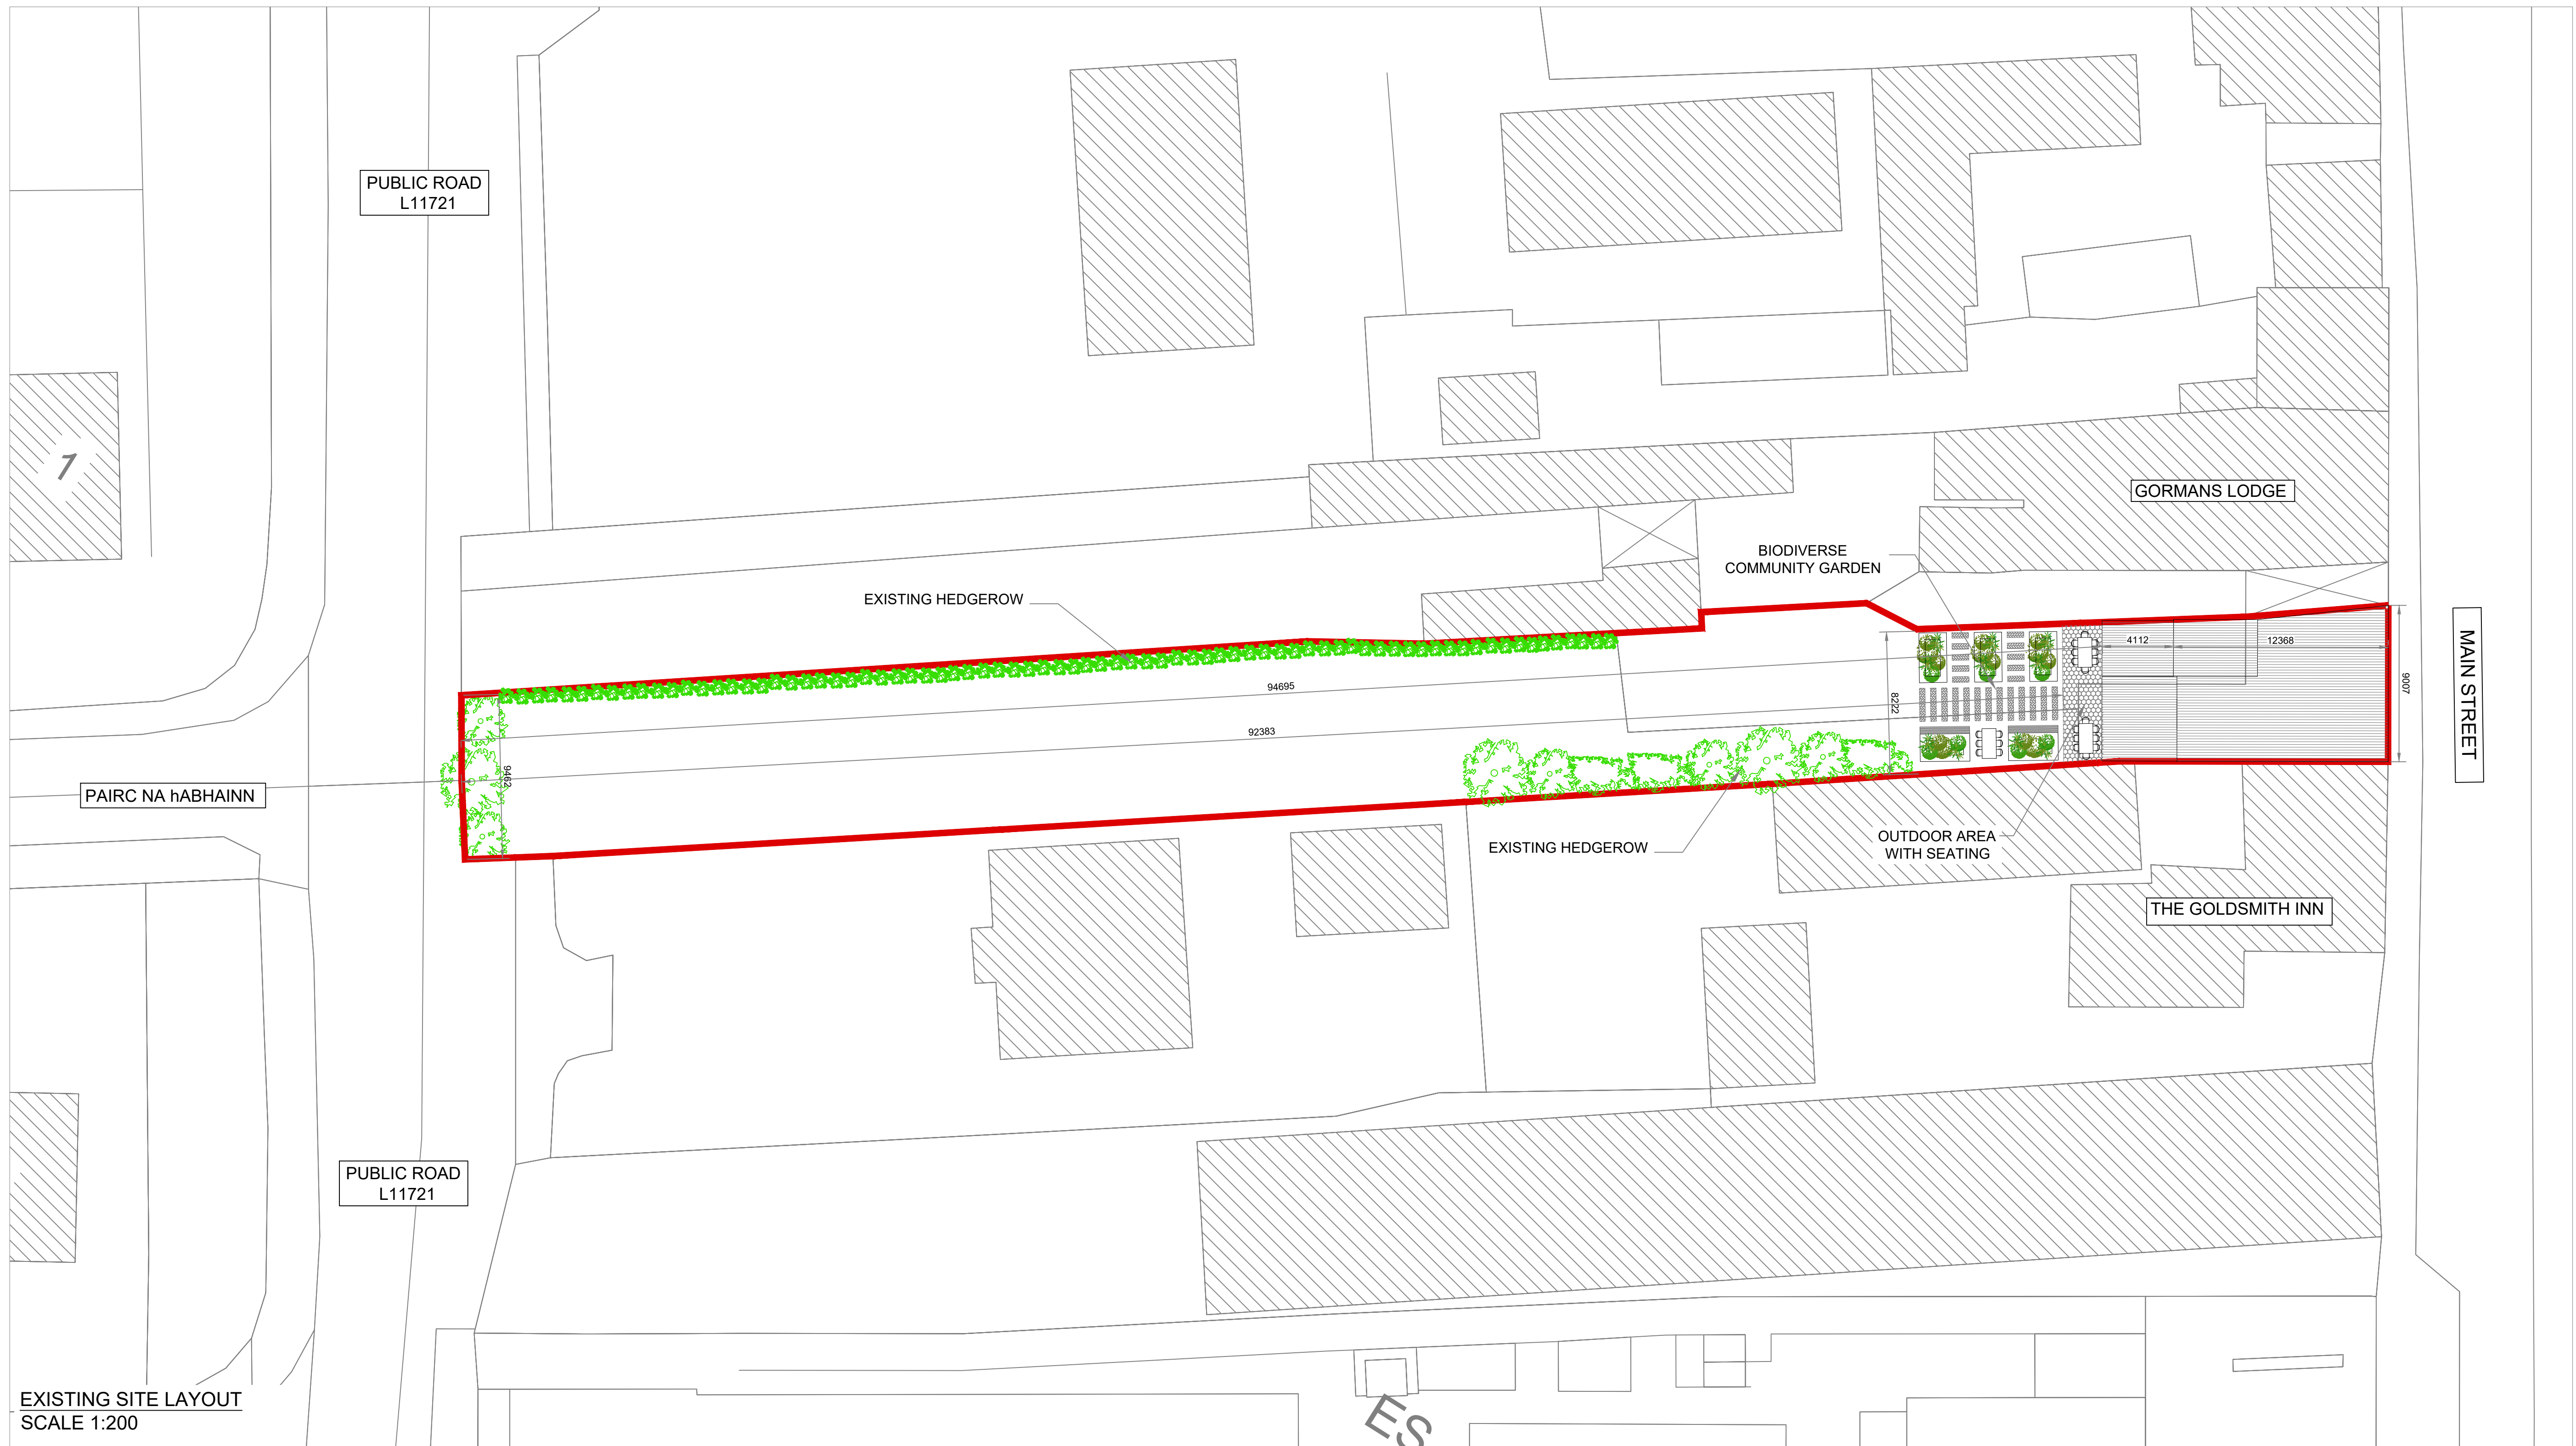 PUBLIC ROAD
L11721
1
GORMANS LODGE
BIODIVERSE
COMMUNITY GARDEN
EXISTING HEDGEROW
4112
12368
94695
92383
8222
9007
9462
MAIN STREET
PAIRC NA hABHAINN
EXISTING HEDGEROW
OUTDOOR AREA
WITH SEATING
THE GOLDSMITH INN
PUBLIC ROAD
L11721
EXISTING SITE LAYOUT
SCALE 1:200
ES